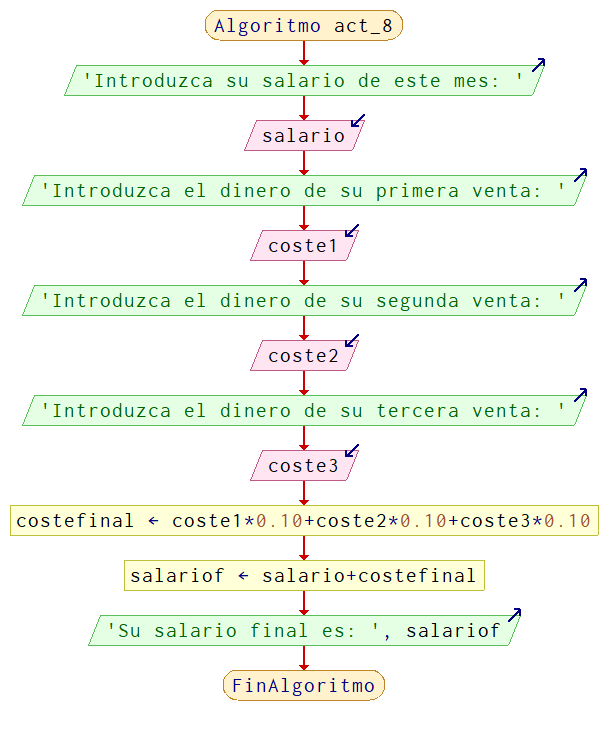 Algoritmo act_8
'Introduzca su salario de este mes: '
salario
'Introduzca el dinero de su primera venta: '
coste1
'Introduzca el dinero de su segunda venta: '
coste2
'Introduzca el dinero de su tercera venta: '
coste3
costefinal ← coste1*0.10+coste2*0.10+coste3*0.10
salariof ← salario+costefinal
'Su salario final es: ', salariof
FinAlgoritmo